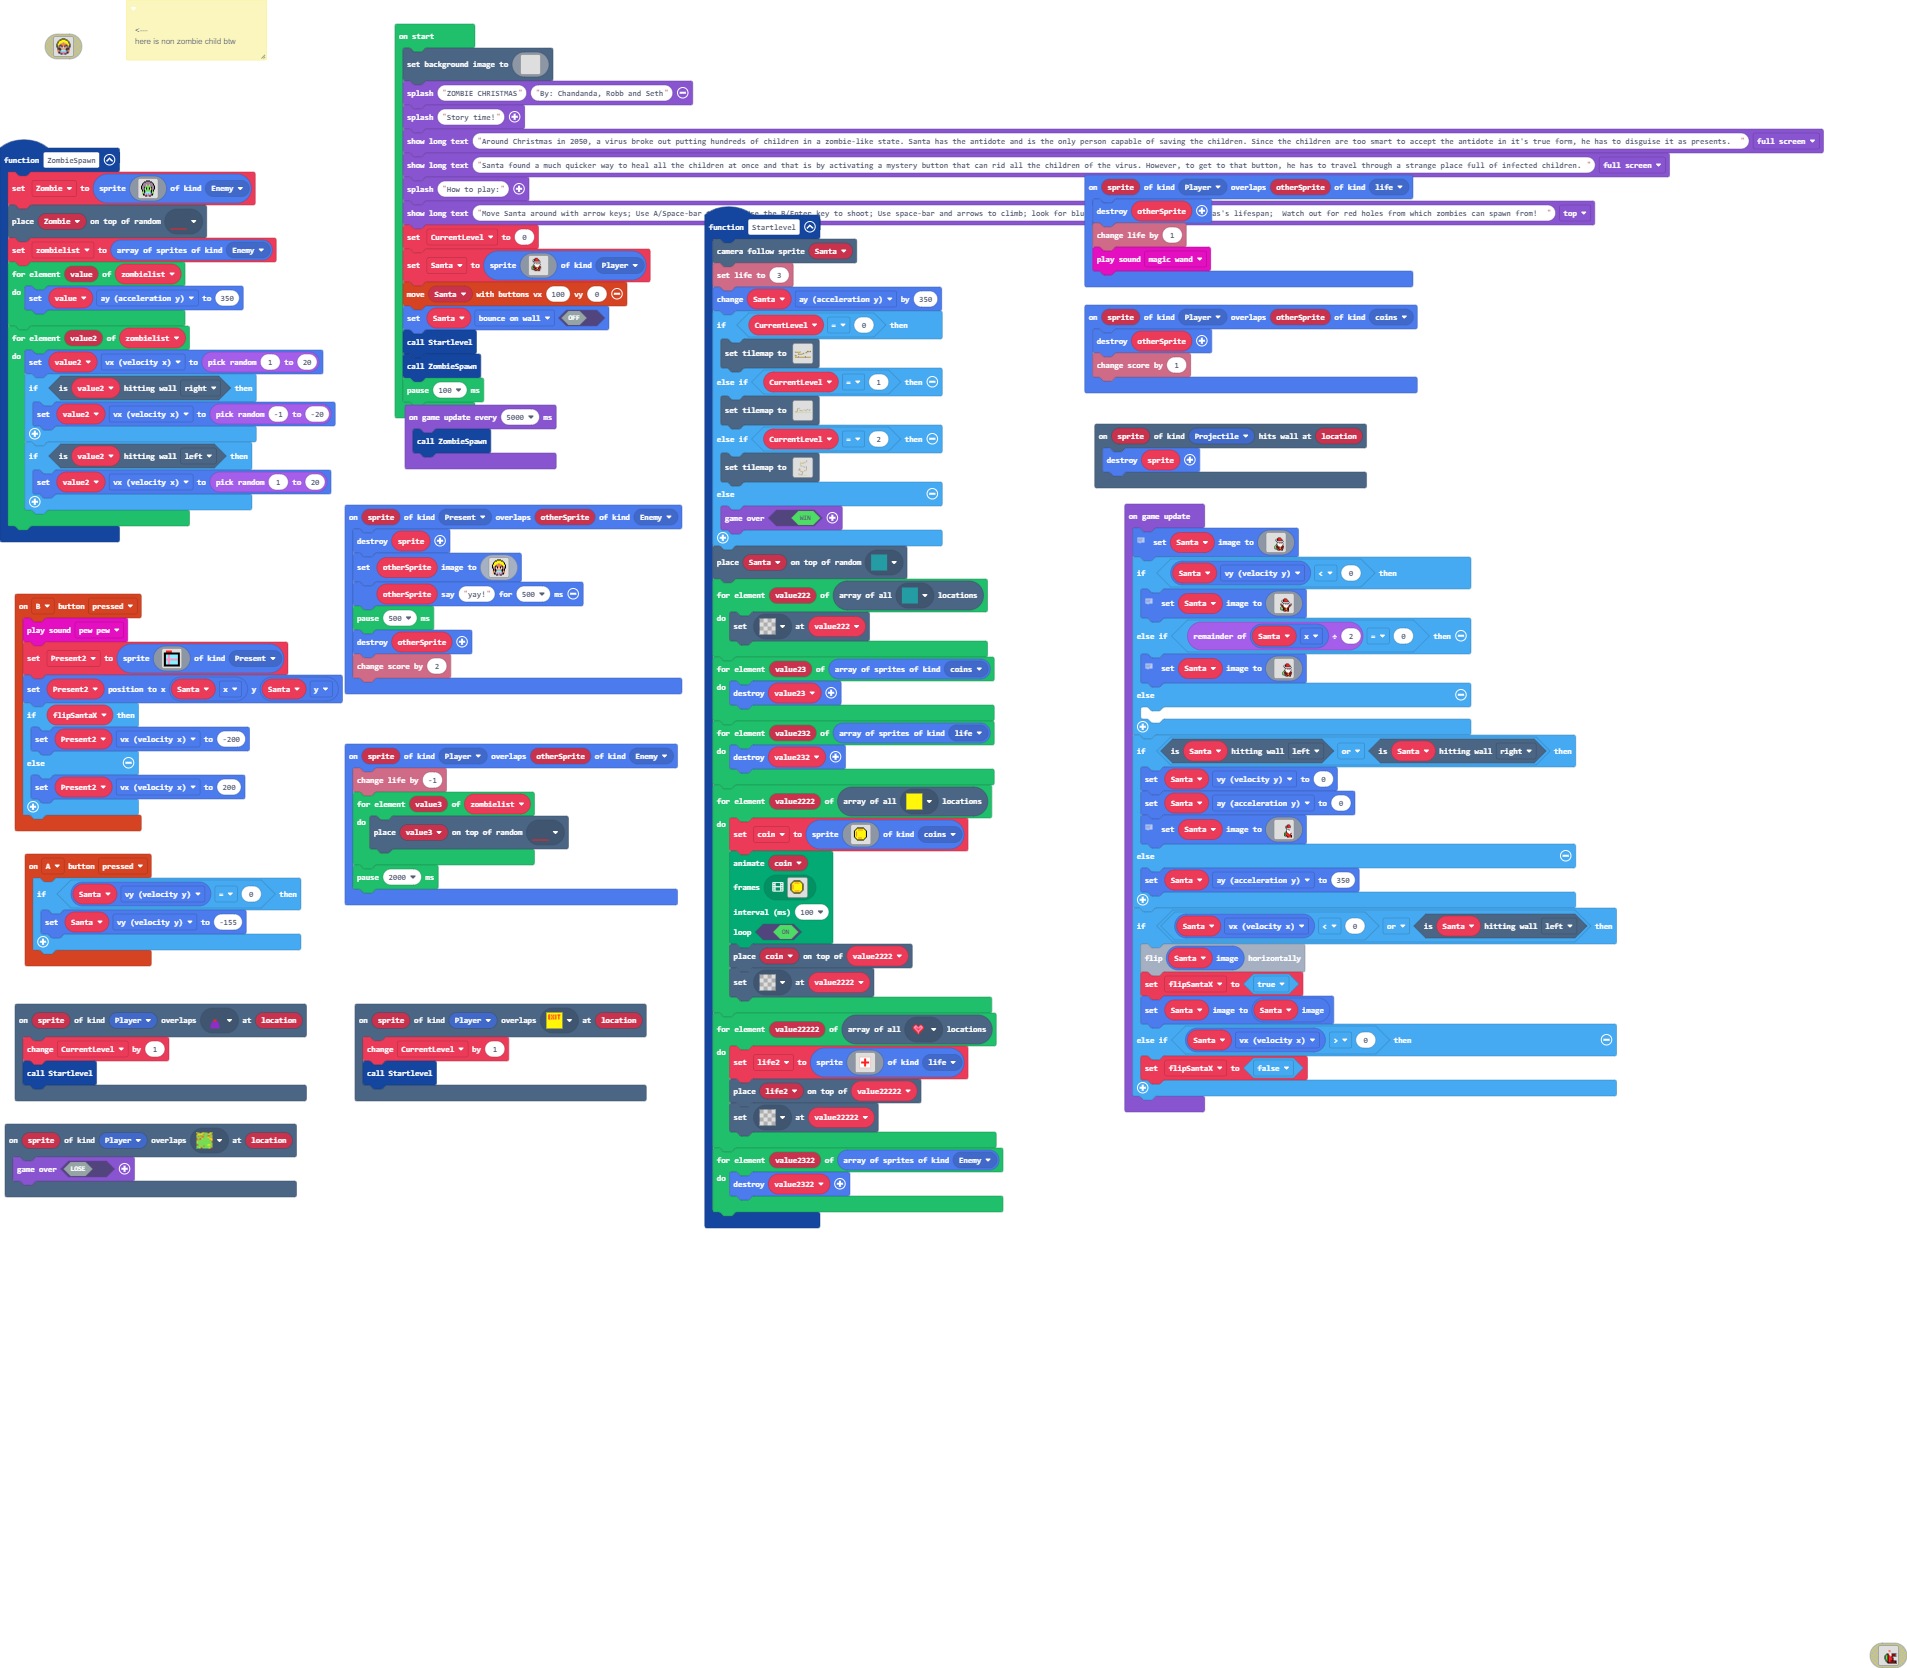 <---
here is non zombie child btw
function ZombieSpawn
set Zombie to sprite of kind Enemy
place Zombie on top of random
set zombielist to array of sprites of kind Enemy
for element value of zombielist
do set value ay (acceleration y) to 350
for element value2 of zombielist
do set value2 vx (velocity x) to pick random 1 to 20
if is value2 hitting wall right then
set value2 vx (velocity x) to pick random -1 to -20
if is value2 hitting wall left then
set value2 vx (velocity x) to pick random 1 to 20
on B button pressed
play sound pew pew
set Present2 to sprite of kind Present
set Present2 position to x Santa x y Santa y
if flipSantaX then
set Present2 vx (velocity x) to -200
else
set Present2 vx (velocity x) to 200
on A button pressed
if Santa vy (velocity y) = 0 then
set Santa vy (velocity y) to -155
on sprite of kind Player overlaps at location
change CurrentLevel by 1
call Startlevel
on sprite of kind Player overlaps at location
game over LOSE
on start
set background image to
splash "ZOMBIE CHRISTMAS" "By: Chandanda, Robb and Seth"
splash "Story time!"
show long text "Around Christmas in 2050, a virus broke out putting hundreds of children in a zombie-like state. Santa has the antidote and is the only person capable of saving the children. Since the children are too smart to accept the antidote in it's true form, he has to disguise it as presents. " full screen
show long text "Santa found a much quicker way to heal all the children at once and that is by activating a mystery button that can rid all the children of the virus. However, to get to that button, he has to travel through a strange place full of infected children. " full screen
splash "How to play:"
show long text "Move Santa around with arrow keys; Use A/Space-bar the B/Enter key to shoot; Use space-bar and arrows to climb; look for blu as's lifespan; Watch out for red holes from which zombies can spawn from! " top
set CurrentLevel to 0
set Santa to sprite of kind Player
move Santa with buttons vx 100 vy 0
set Santa bounce on wall OFF
call Startlevel
call ZombieSpawn
pause 100 ms
on game update every 5000 ms
call ZombieSpawn
on sprite of kind Present overlaps otherSprite of kind Enemy
destroy sprite
set otherSprite image to
otherSprite say "yay!" for 500 ms
pause 500 ms
destroy otherSprite
change score by 2
on sprite of kind Player overlaps otherSprite of kind Enemy
change life by -1
for element value3 of zombielist
do place value3 on top of random
pause 2000 ms
on sprite of kind Player overlaps EXIT at location
change CurrentLevel by 1
call Startlevel
function Startlevel
camera follow sprite Santa
set life to 3
change Santa ay (acceleration y) by 350
if CurrentLevel = 0 then
set tilemap to
else if CurrentLevel = 1 then
set tilemap to
else if CurrentLevel = 2 then
set tilemap to
else
game over WIN
place Santa on top of random
for element value222 of array of all locations
do set at value222
for element value23 of array of sprites of kind coins
do destroy value23
for element value232 of array of sprites of kind life
do destroy value232
for element value2222 of array of all locations
do set coin to sprite of kind coins
animate coin
frames
interval (ms) 100
loop ON
place coin on top of value2222
set at value2222
for element value22222 of array of all locations
do set life2 to sprite of kind life
place life2 on top of value22222
set at value22222
for element value2322 of array of sprites of kind Enemy
do destroy value2322
on sprite of kind Player overlaps otherSprite of kind life
destroy otherSprite
change life by 1
play sound magic wand
on sprite of kind Player overlaps otherSprite of kind coins
destroy otherSprite
change score by 1
on sprite of kind Projectile hits wall at location
destroy sprite
on game update
set Santa image to
if Santa vy (velocity y) < 0 then
set Santa image to
else if remainder of Santa x ÷ 2 = 0 then
set Santa image to
else
if is Santa hitting wall left or is Santa hitting wall right then
set Santa vy (velocity y) to 0
set Santa ay (acceleration y) to 0
set Santa image to
else
set Santa ay (acceleration y) to 350
if Santa vx (velocity x) < 0 or is Santa hitting wall left then
flip Santa image horizontally
set flipSantaX to true
set Santa image to Santa image
else if Santa vx (velocity x) > 0 then
set flipSantaX to false